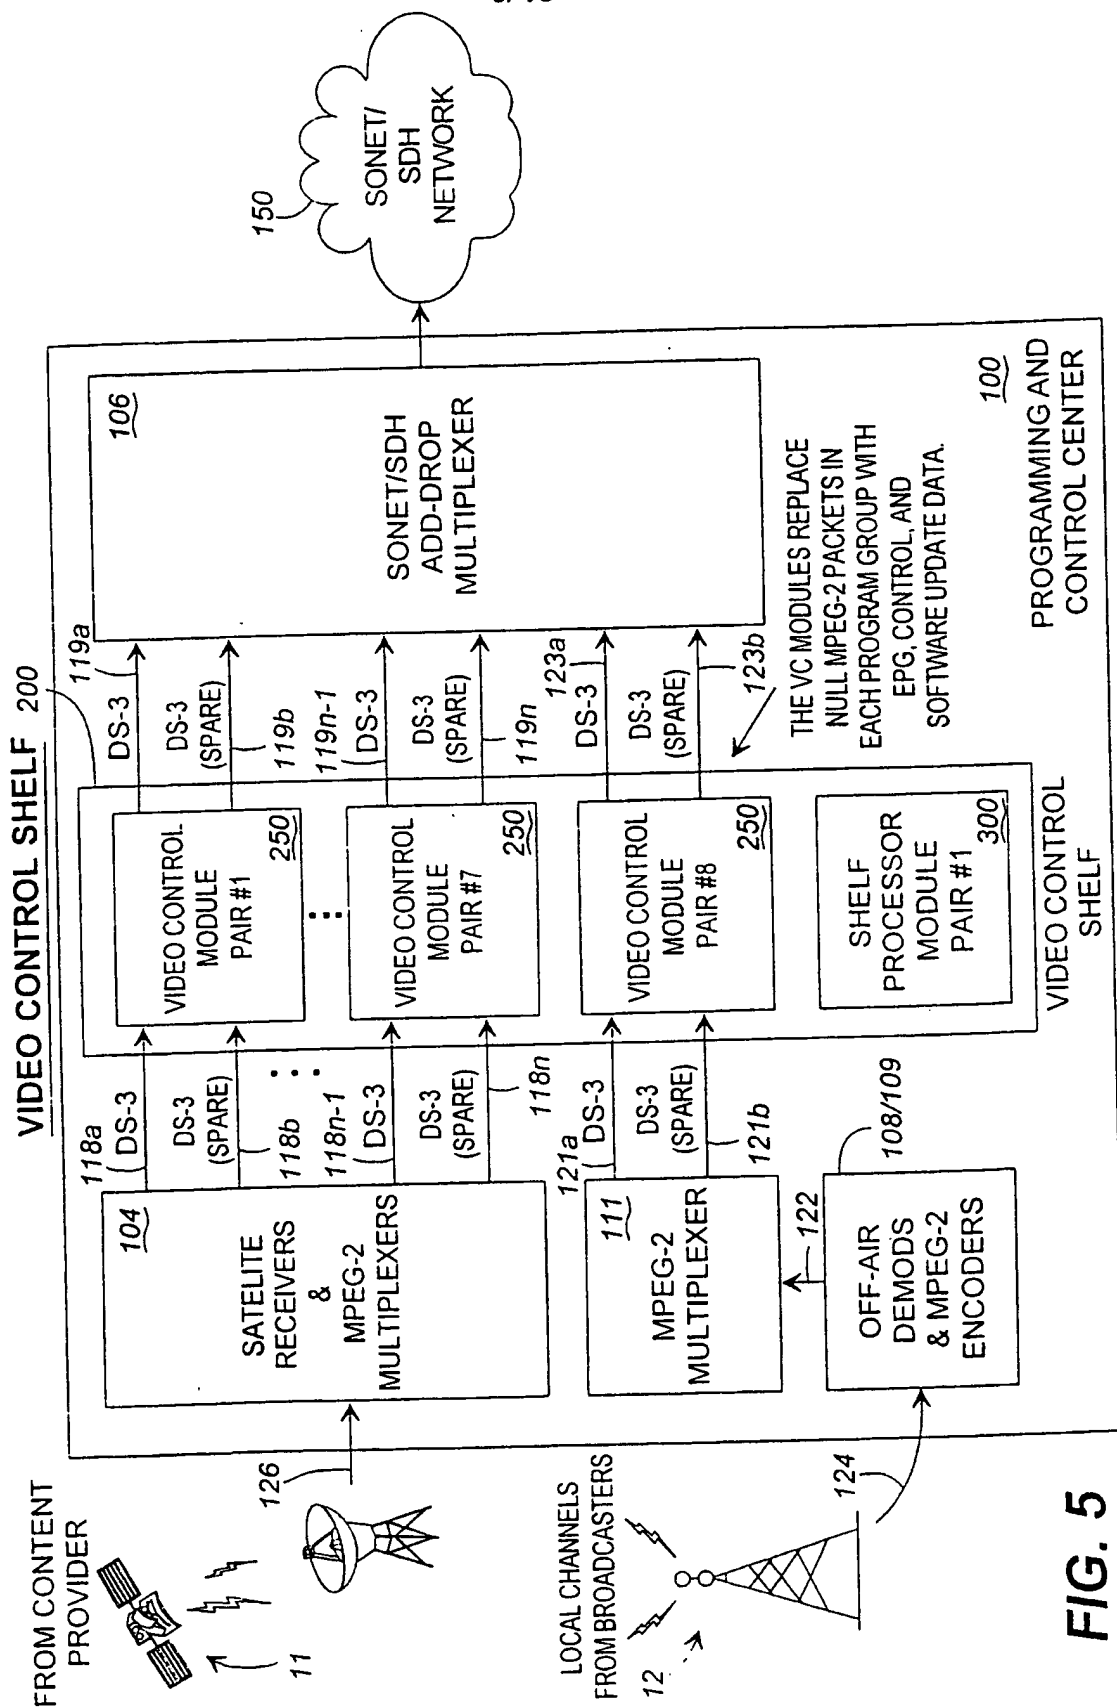 VIDEO CONTROL SHELF
FROM CONTENT
PROVIDER
11
126
LOCAL CHANNELS
FROM BROADCASTERS
12
124
104
SATELITE
RECEIVERS
&
MPEG-2
MULTIPLEXERS
111
MPEG-2
MULTIPLEXER
122
108/109
OFF-AIR
DEMODS
& MPEG-2
ENCODERS
118a
DS-3
DS-3
(SPARE)
118b
118n-1
DS-3
DS-3
(SPARE)
118n
121a
DS-3
DS-3
(SPARE)
121b
200
VIDEO CONTROL
MODULE
PAIR #1
250
VIDEO CONTROL
MODULE
PAIR #7
250
VIDEO CONTROL
MODULE
PAIR #8
250
SHELF
PROCESSOR
MODULE
PAIR #1
300
VIDEO CONTROL
SHELF
119a
DS-3
DS-3
(SPARE)
119b
119n-1
DS-3
DS-3
(SPARE)
119n
123a
DS-3
DS-3
(SPARE)
123b
106
SONET/SDH
ADD-DROP
MULTIPLEXER
THE VC MODULES REPLACE
NULL MPEG-2 PACKETS IN
EACH PROGRAM GROUP WITH
EPG, CONTROL, AND
SOFTWARE UPDATE DATA.
100
PROGRAMMING AND
CONTROL CENTER
150
SONET/
SDH
NETWORK
FIG. 5